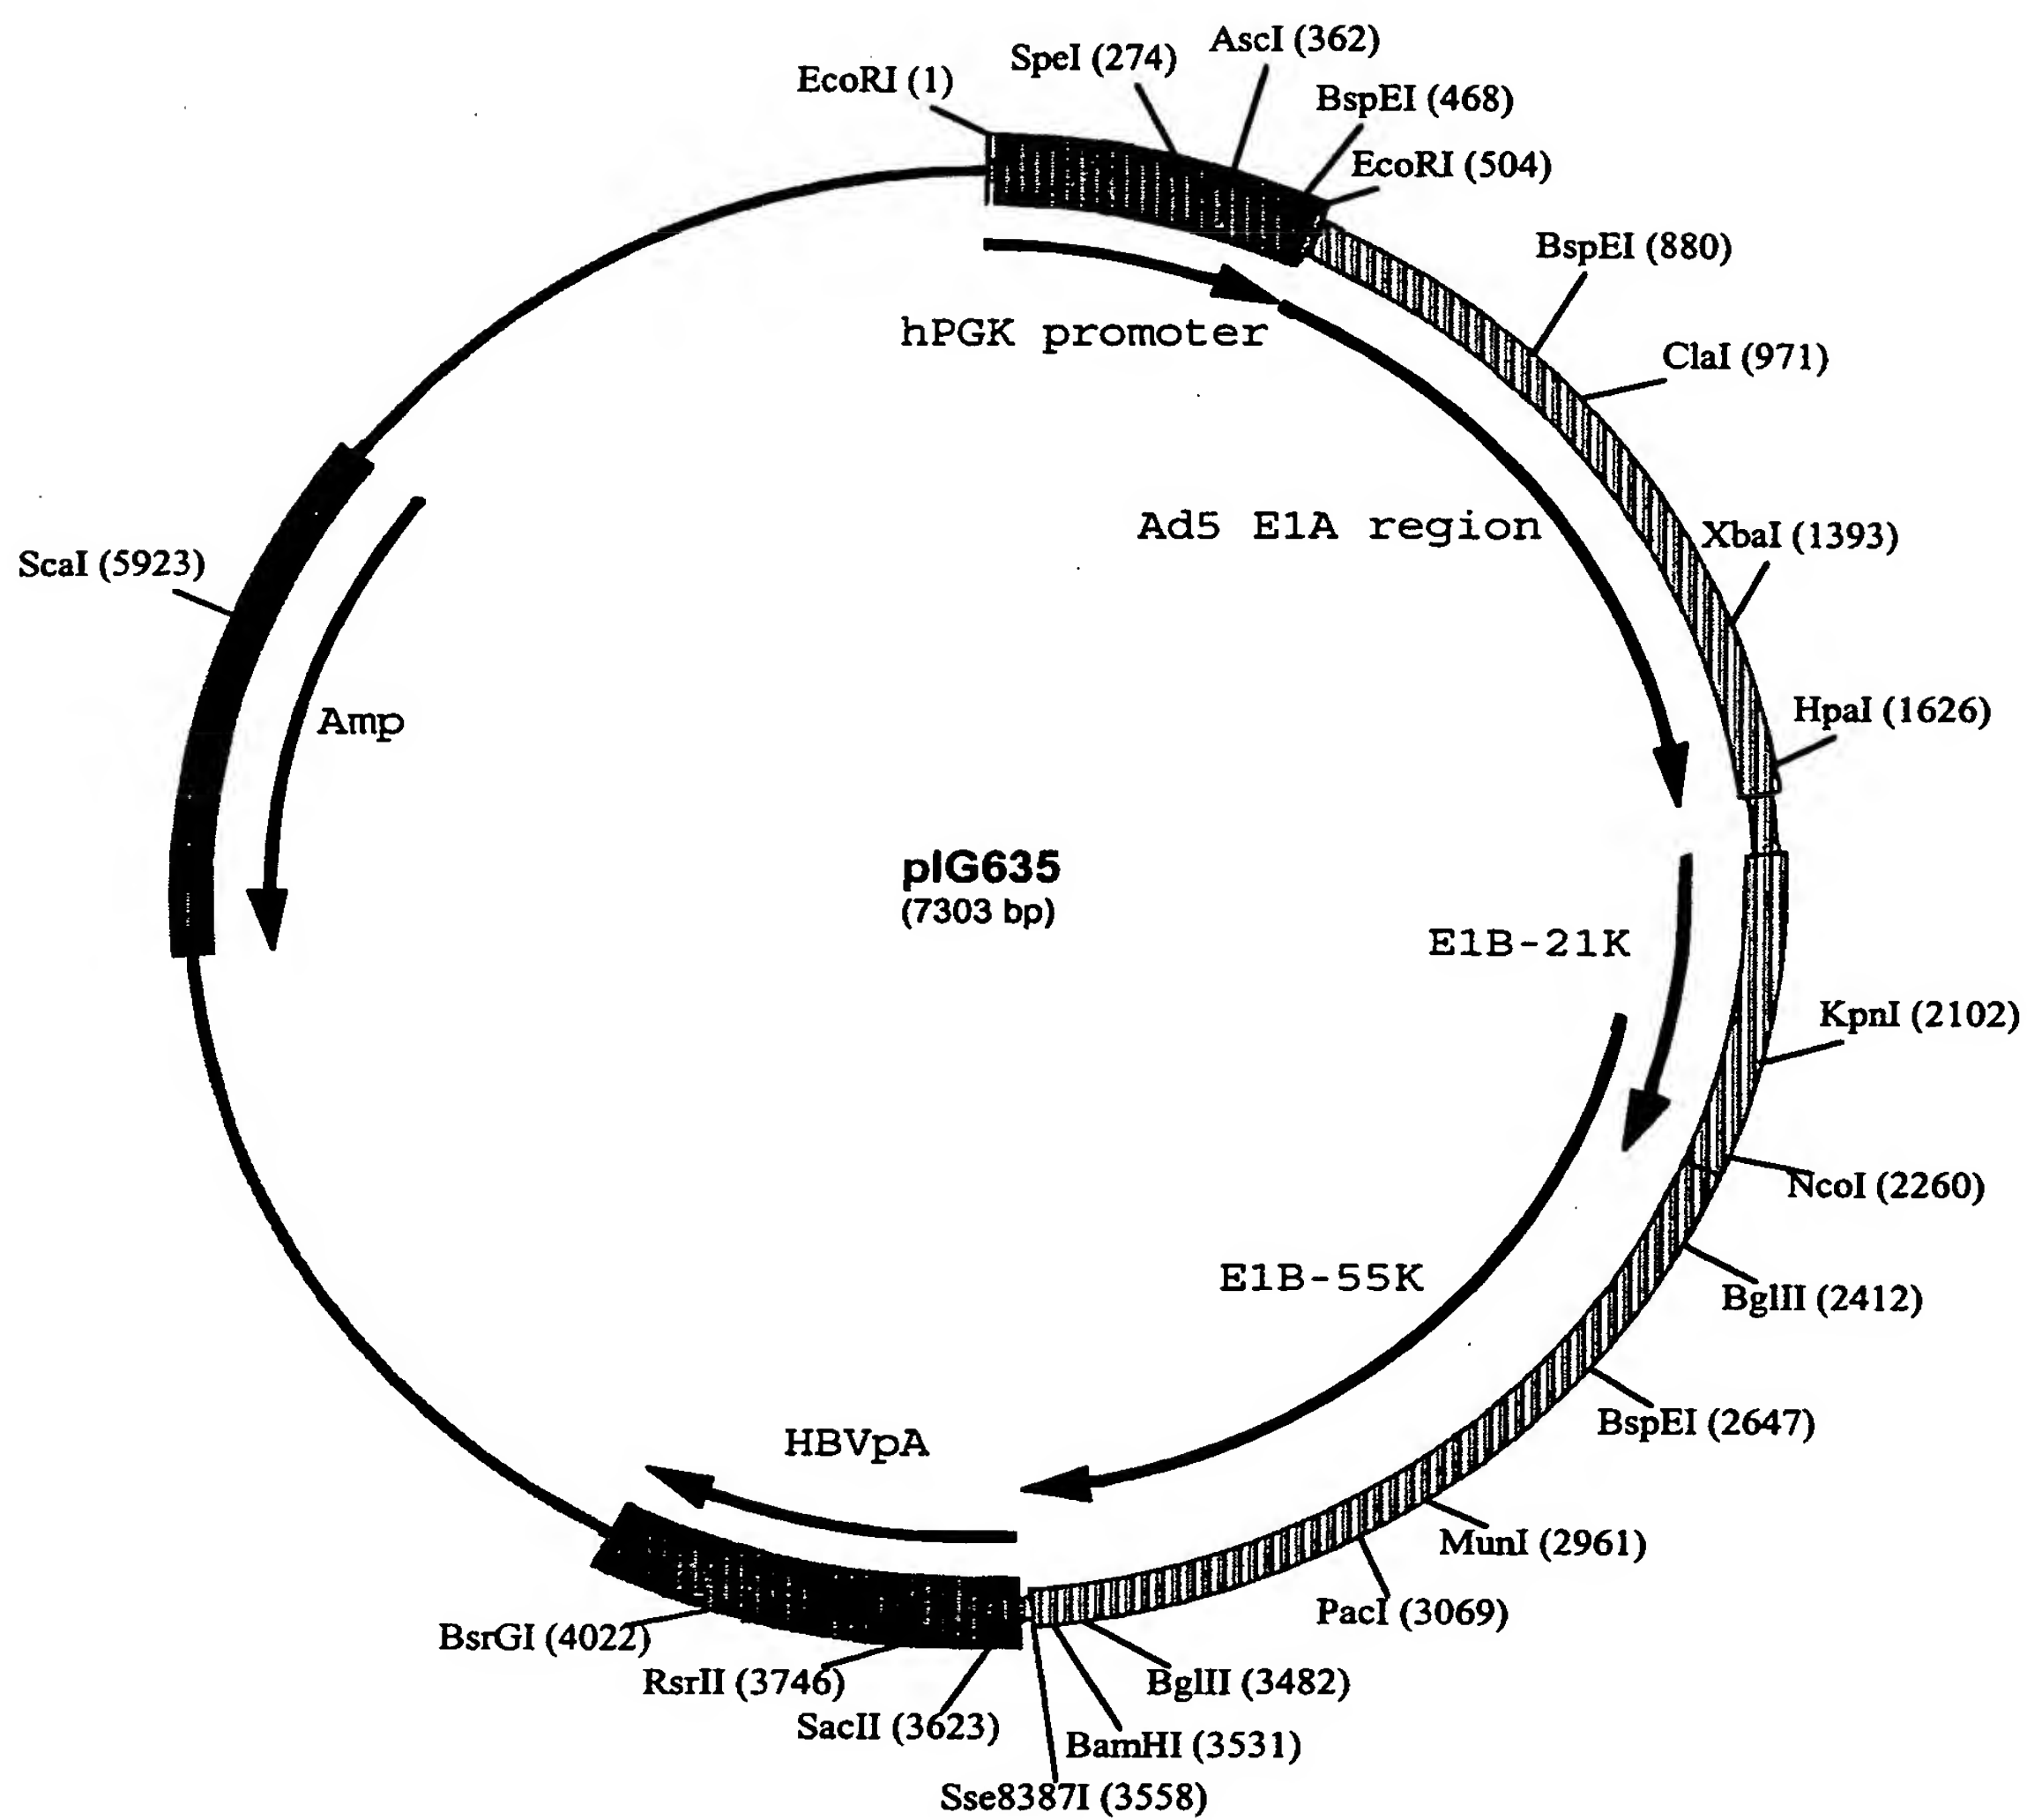 EcoRI (1)
SpeI (274)
AscI (362)
BspEI (468)
EcoRI (504)
BspEI (880)
ClaI (971)
XbaI (1393)
HpaI (1626)
KpnI (2102)
NcoI (2260)
BglII (2412)
BspEI (2647)
MunI (2961)
PacI (3069)
BglII (3482)
BamHI (3531)
Sse8387I (3558)
SacII (3623)
RsrII (3746)
BsrGI (4022)
ScaI (5923)
hPGK promoter
Ad5 E1A region
E1B-21K
E1B-55K
HBVpA
Amp
pIG635
(7303 bp)